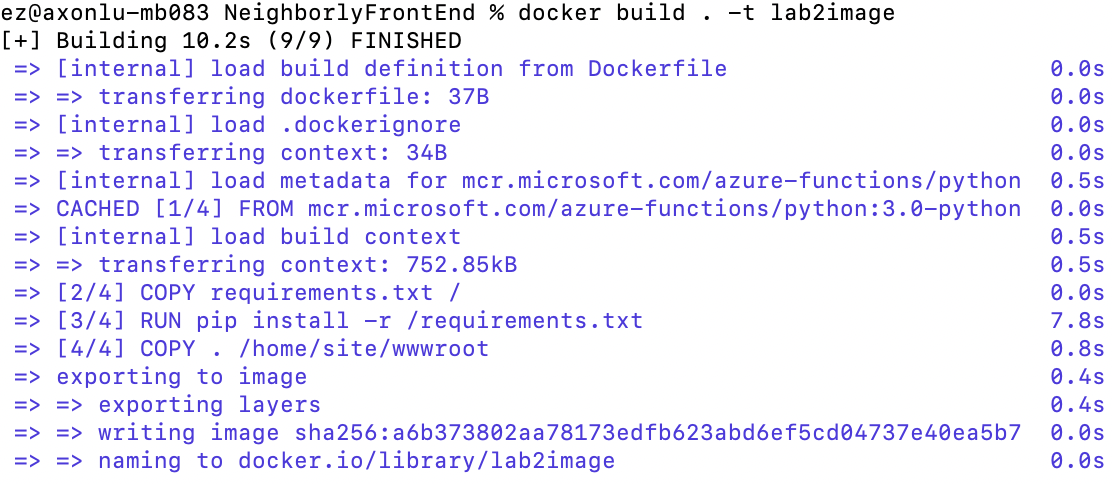 ez@axonlu-mb083 NeighborlyFrontEnd % docker build . -t lab2image
[+] Building 10.2s (9/9) FINISHED
=> [internal] load build definition from Dockerfile 0.0s
=> => transferring dockerfile: 37B 0.0s
=> [internal] load .dockerignore 0.0s
=> => transferring context: 34B 0.0s
=> [internal] load metadata for mcr.microsoft.com/azure-functions/python 0.5s
=> CACHED [1/4] FROM mcr.microsoft.com/azure-functions/python:3.0-python 0.0s
=> [internal] load build context 0.5s
=> => transferring context: 752.85kB 0.5s
=> [2/4] COPY requirements.txt / 0.0s
=> [3/4] RUN pip install -r /requirements.txt 7.8s
=> [4/4] COPY . /home/site/wwwroot 0.8s
=> exporting to image 0.4s
=> => exporting layers 0.4s
=> => writing image sha256:a6b373802aa78173edfb623abd6ef5cd04737e40ea5b7 0.0s
=> => naming to docker.io/library/lab2image 0.0s